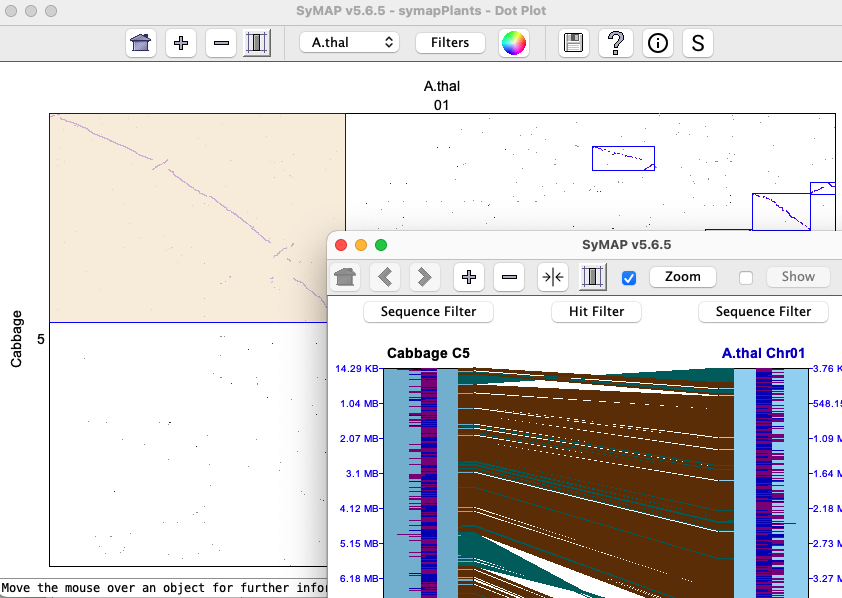 SyMAP v5.6.5 - symapPlants - Dot Plot
A.thal
Filters
?
S
A.thal
01
Cabbage
5
SyMAP v5.6.5
Zoom
Show
Sequence Filter
Hit Filter
Sequence Filter
Cabbage C5
A.thal Chr01
14.29 KB
-3.76 K
1.04 MB
548.15
2.07 MB
1.09 M
3.1 MB
1.64 M
4.12 MB
2.18 M
5.15 MB
2.73 M
6.18 MB
3.27 M
Move the mouse over an object for further infor